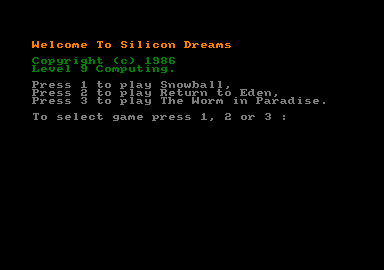 Welcome To Silicon Dreams
Copyright (c) 1986
Level 9 Computing.
Press 1 to play Snowball,
Press 2 to play Return to Eden,
Press 3 to play The Worm in Paradise.
To select game press 1, 2 or 3 :